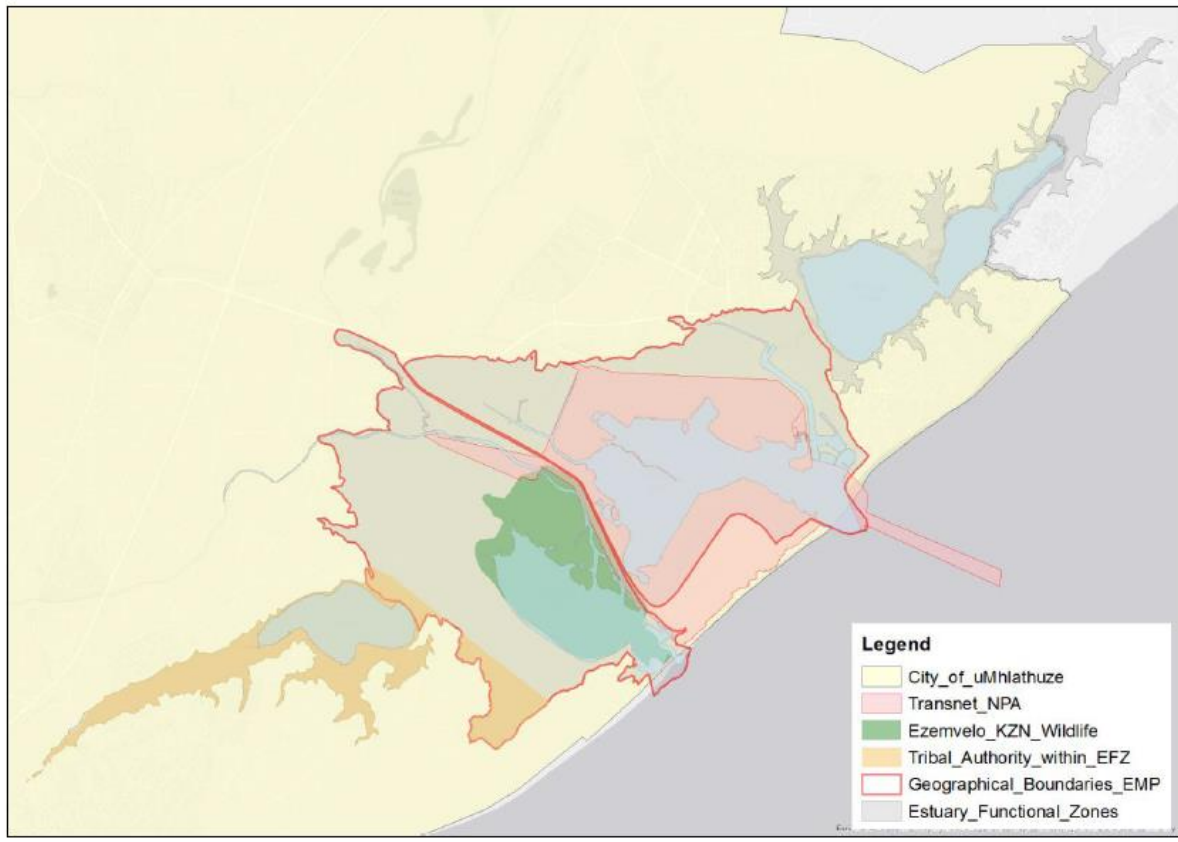 Legend
City_of_uMhlathuze
Transnet_NPA
Ezemvelo_KZN_Wildlife
Tribal_Authority_within_EFZ
Geographical_Boundaries_EMP
Estuary_Functional_Zones